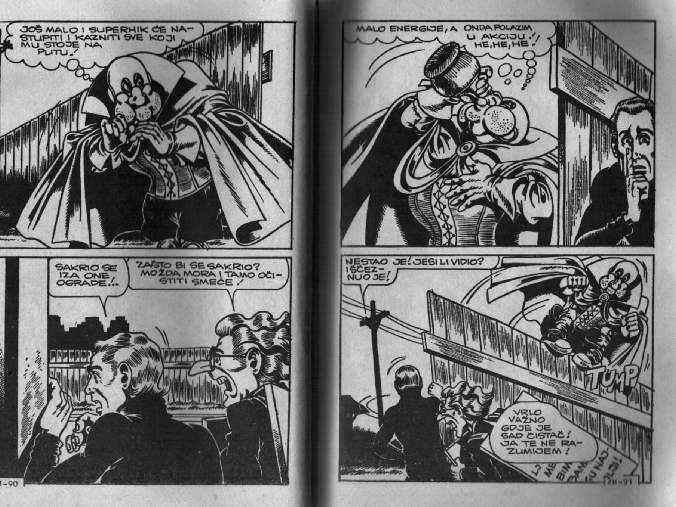 JOŠ MALO I SUPERHIK ĆE NA-
STUPITI I KAZNITI SVE KOJI
MU STOJE NA
PUTU!
SAKRIO SE
IZA ONE
OGRADE!..
ZAŠTO BI SE SAKRIO?
MOŽDA MORA I TAMO OČI-
STITI SMEĆE!
-90
MALO ENERGIJE, A ONDA POLAZIM
U AKCIJU!
HE, HE, HE!
NESTAO JE! JESI LI VIDIO?
IŠČEZ-
NUO JE!
TUMP
VRLO
VAŽNO
GDJE JE
SAD ČISTAČ!
JA TE NE RA-
ZUMIJEM!
-91